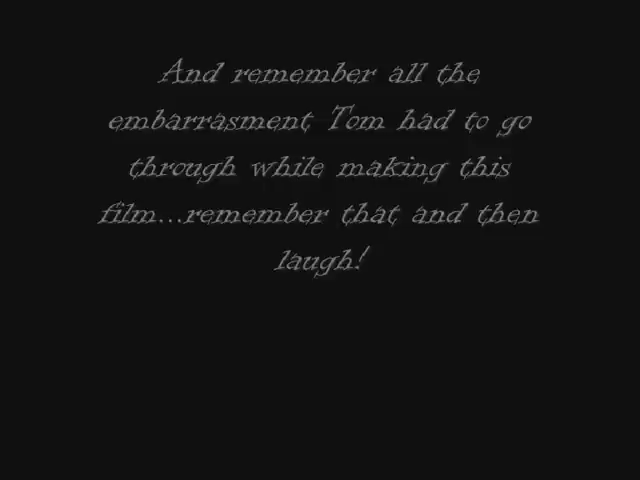 And remember all the
embarrasment Tom had to go
through while making this
film...remember that and then
laugh!